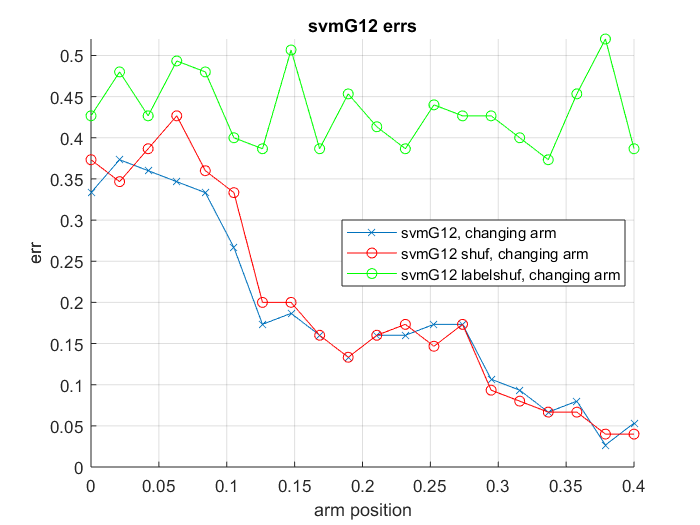 svmG12 errs
0.5
0.45
0.4
0.35
0.3
0.25
0.2
0.15
0.1
0.05
0
err
svmG12, changing arm
svmG12 shuf, changing arm
svmG12 labelshuf, changing arm
0 0.05 0.1 0.15 0.2 0.25 0.3 0.35 0.4
arm position